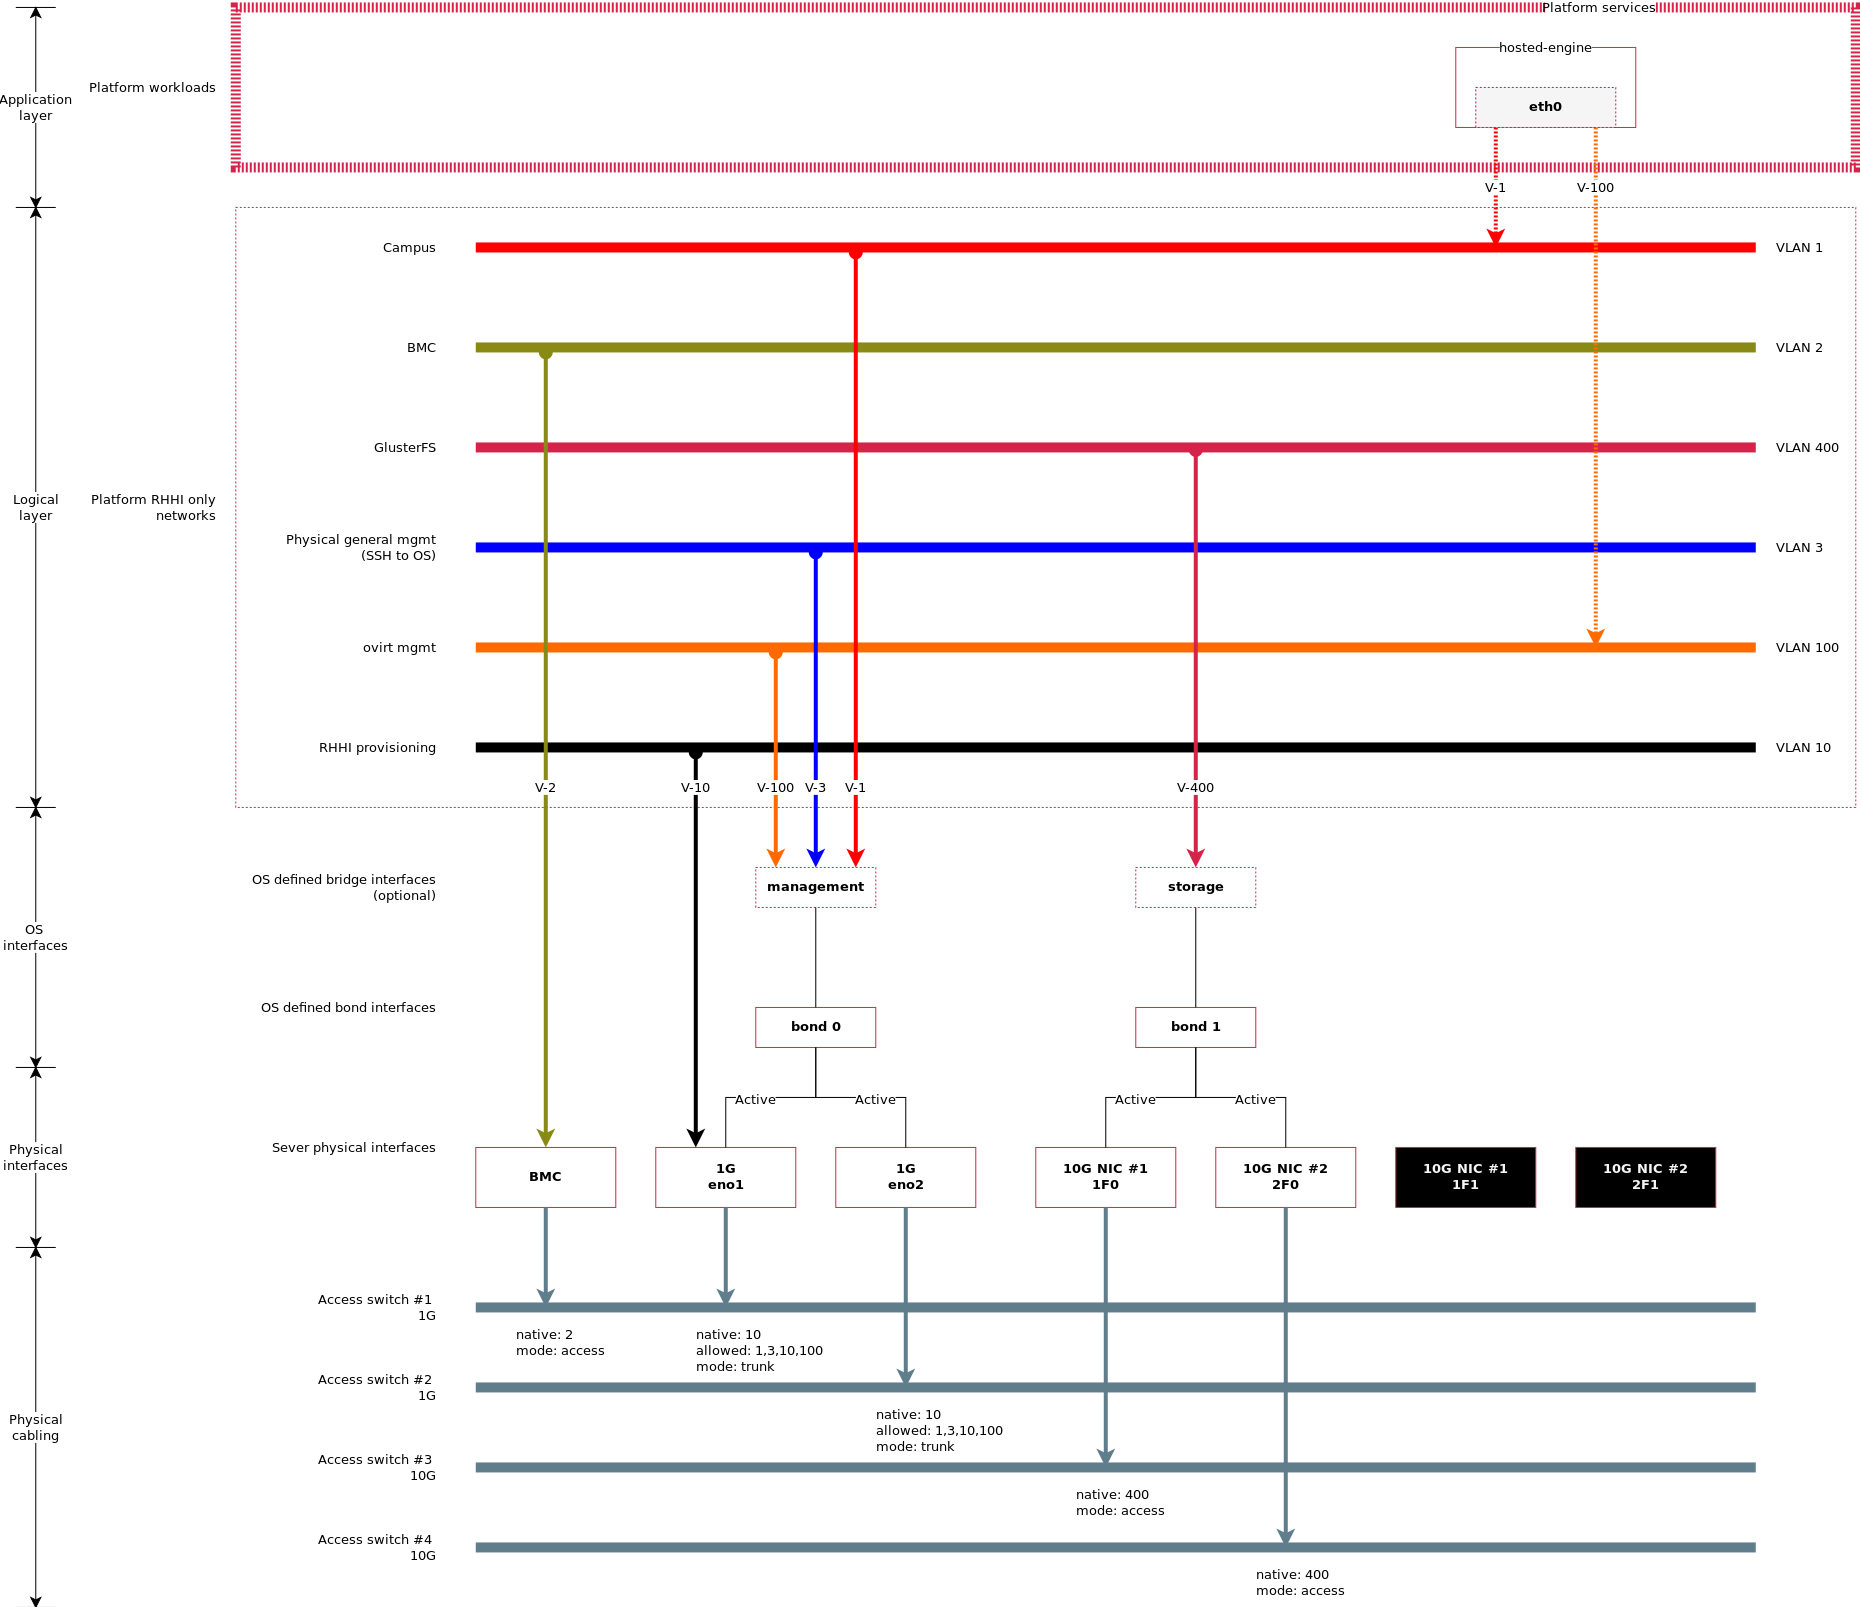 Platform services
hosted-engine
Platform workloads
Application
layer
eth0
V-1
V-100
Campus
VLAN 1
BMC
VLAN 2
GlusterFS
VLAN 400
Logical
layer
Platform RHHI only
networks
Physical general mgmt
(SSH to OS)
VLAN 3
ovirt mgmt
VLAN 100
RHHI provisioning
VLAN 10
V-2
V-10
V-100
V-3
V-1
V-400
OS defined bridge interfaces
(optional)
management
storage
OS
interfaces
OS defined bond interfaces
bond 0
bond 1
Active
Active
Active
Active
Physical
interfaces
Sever physical interfaces
BMC
1G
eno1
1G
eno2
10G NIC #1
1F0
10G NIC #2
2F0
10G NIC #1
1F1
10G NIC #2
2F1
Access switch #1
1G
native: 2
mode: access
native: 10
allowed: 1,3,10,100
mode: trunk
Access switch #2
1G
Physical
cabling
native: 10
allowed: 1,3,10,100
mode: trunk
Access switch #3
10G
native: 400
mode: access
Access switch #4
10G
native: 400
mode: access